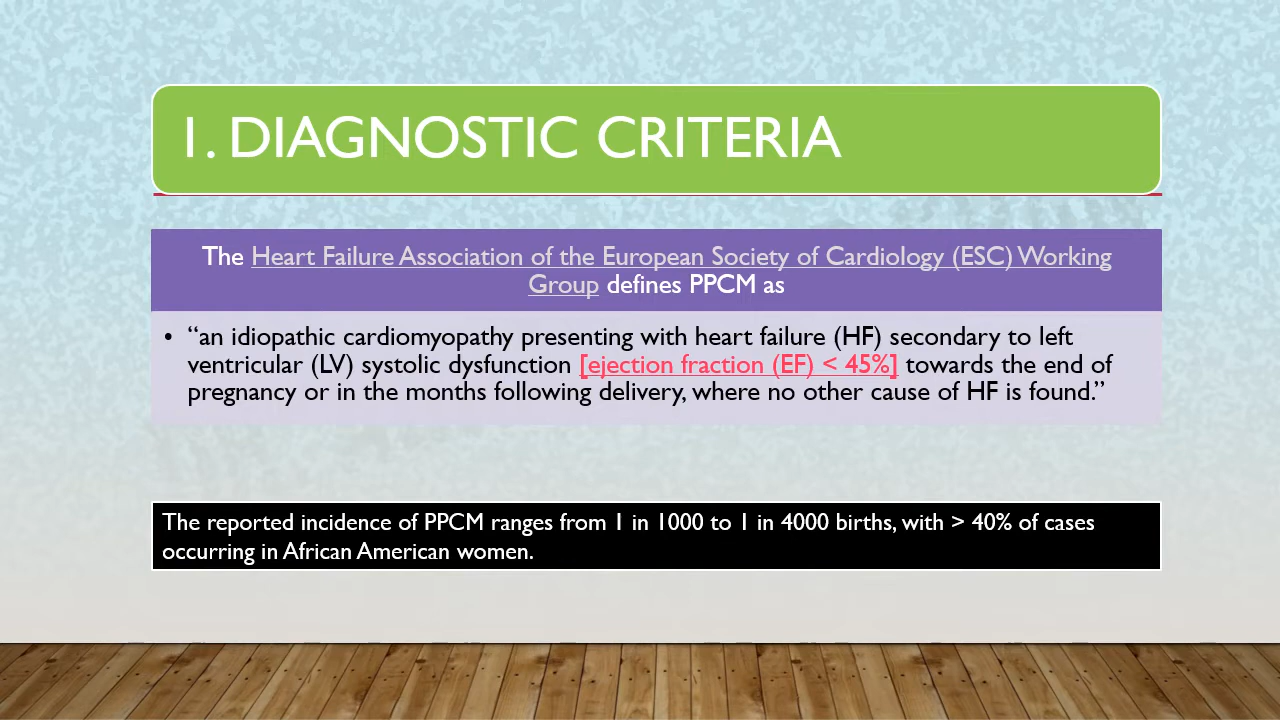 1. DIAGNOSTIC CRITERIA
The Heart Failure Association of the European Society of Cardiology (ESC) Working
Group defines PPCM as
• “an idiopathic cardiomyopathy presenting with heart failure (HF) secondary to left
ventricular (LV) systolic dysfunction [ejection fraction (EF) < 45%] towards the end of
pregnancy or in the months following delivery, where no other cause of HF is found.”
The reported incidence of PPCM ranges from 1 in 1000 to 1 in 4000 births, with > 40% of cases
occurring in African American women.